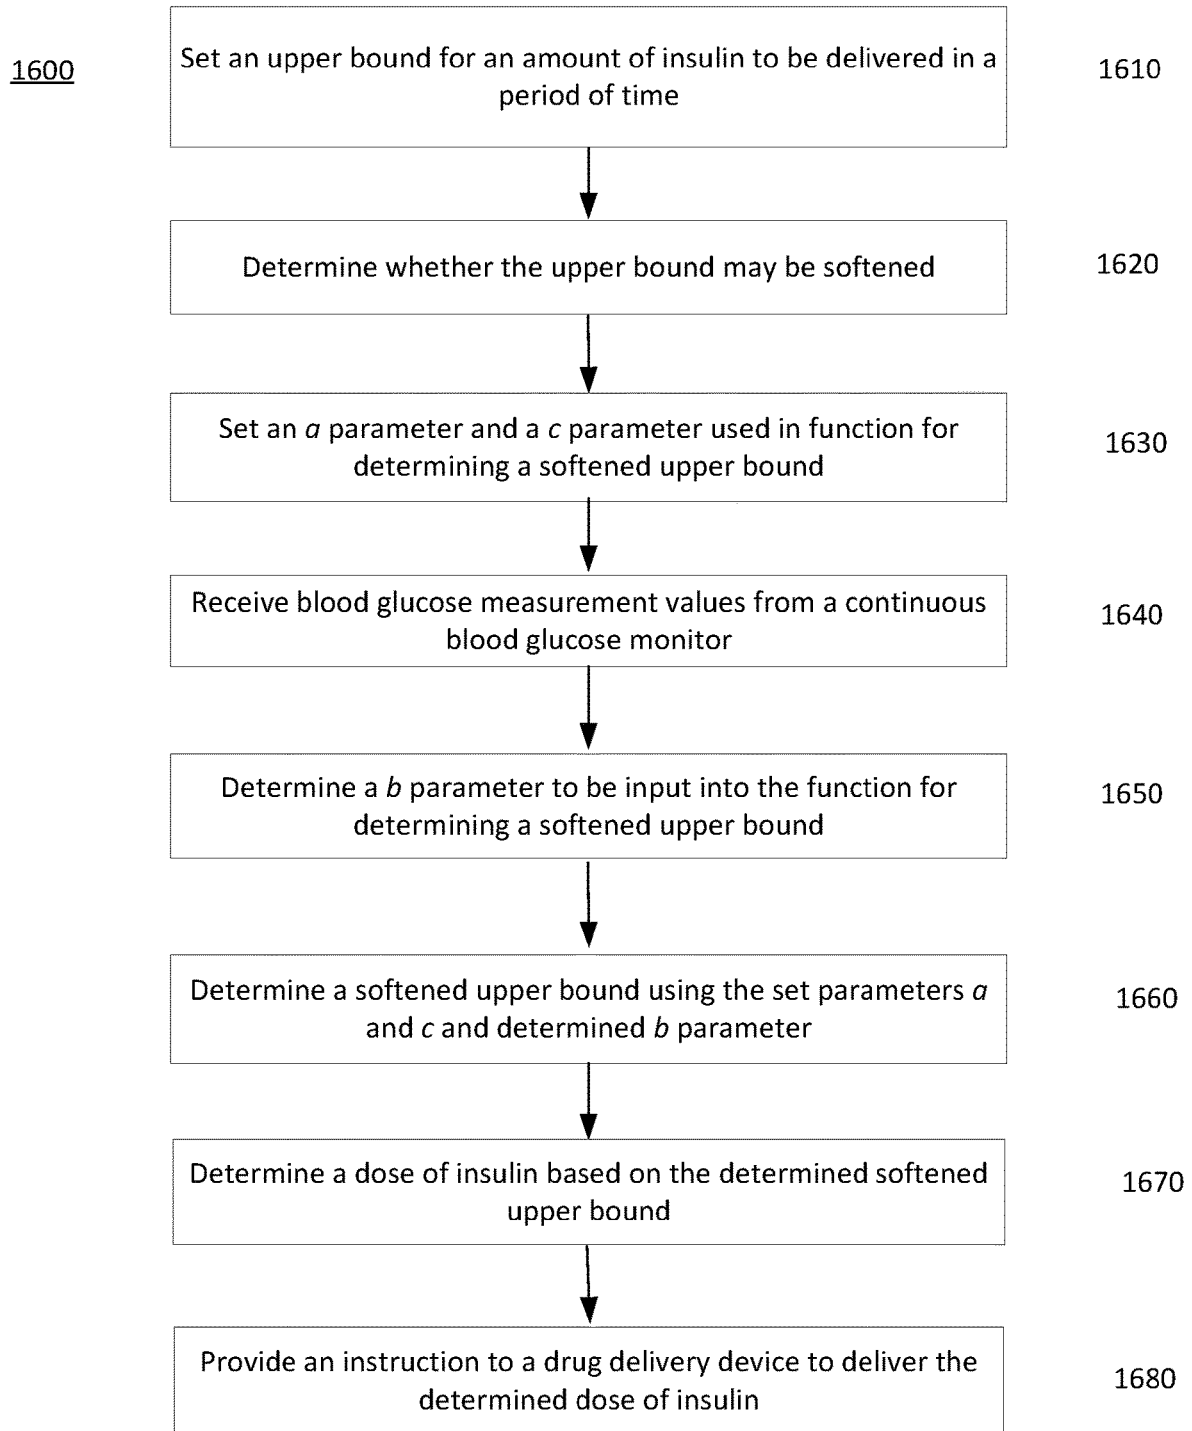 1600
Set an upper bound for an amount of insulin to be delivered in a
period of time
1610
Determine whether the upper bound may be softened
1620
Set an a parameter and a c parameter used in function for
determining a softened upper bound
1630
Receive blood glucose measurement values from a continuous
blood glucose monitor
1640
Determine a b parameter to be input into the function for
determining a softened upper bound
1650
Determine a softened upper bound using the set parameters a
and c and determined b parameter
1660
Determine a dose of insulin based on the determined softened
upper bound
1670
Provide an instruction to a drug delivery device to deliver the
determined dose of insulin
1680